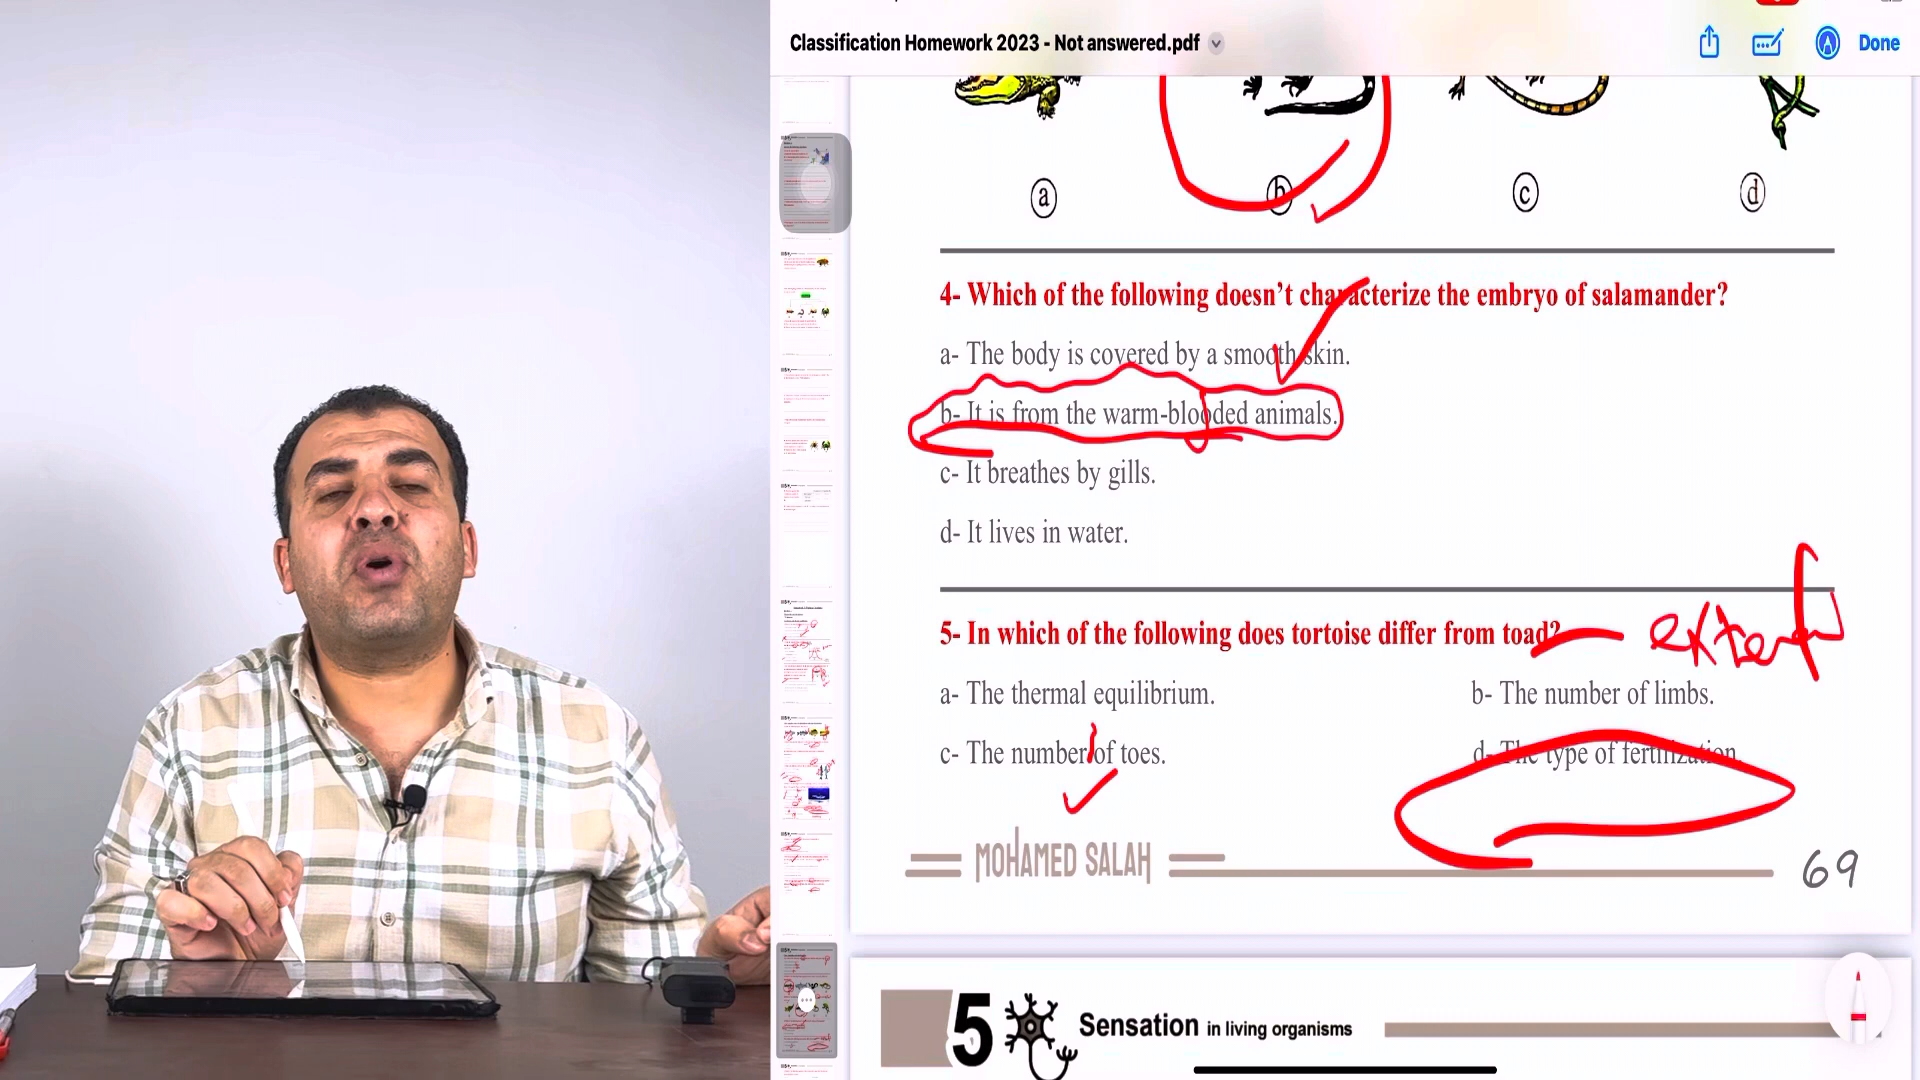 Classification Homework 2023 - Not answered.pdf
Done
a
b
c
d
4- Which of the following doesn't characterize the embryo of salamander?
a- The body is covered by a smooth skin.
b- It is from the warm-blooded animals.
c- It breathes by gills.
d- It lives in water.
5- In which of the following does tortoise differ from toad?
a- The thermal equilibrium.
b- The number of limbs.
c- The number of toes.
d- The type of fertilization.
MOHAMED SALAH
69
5
Sensation in living organisms